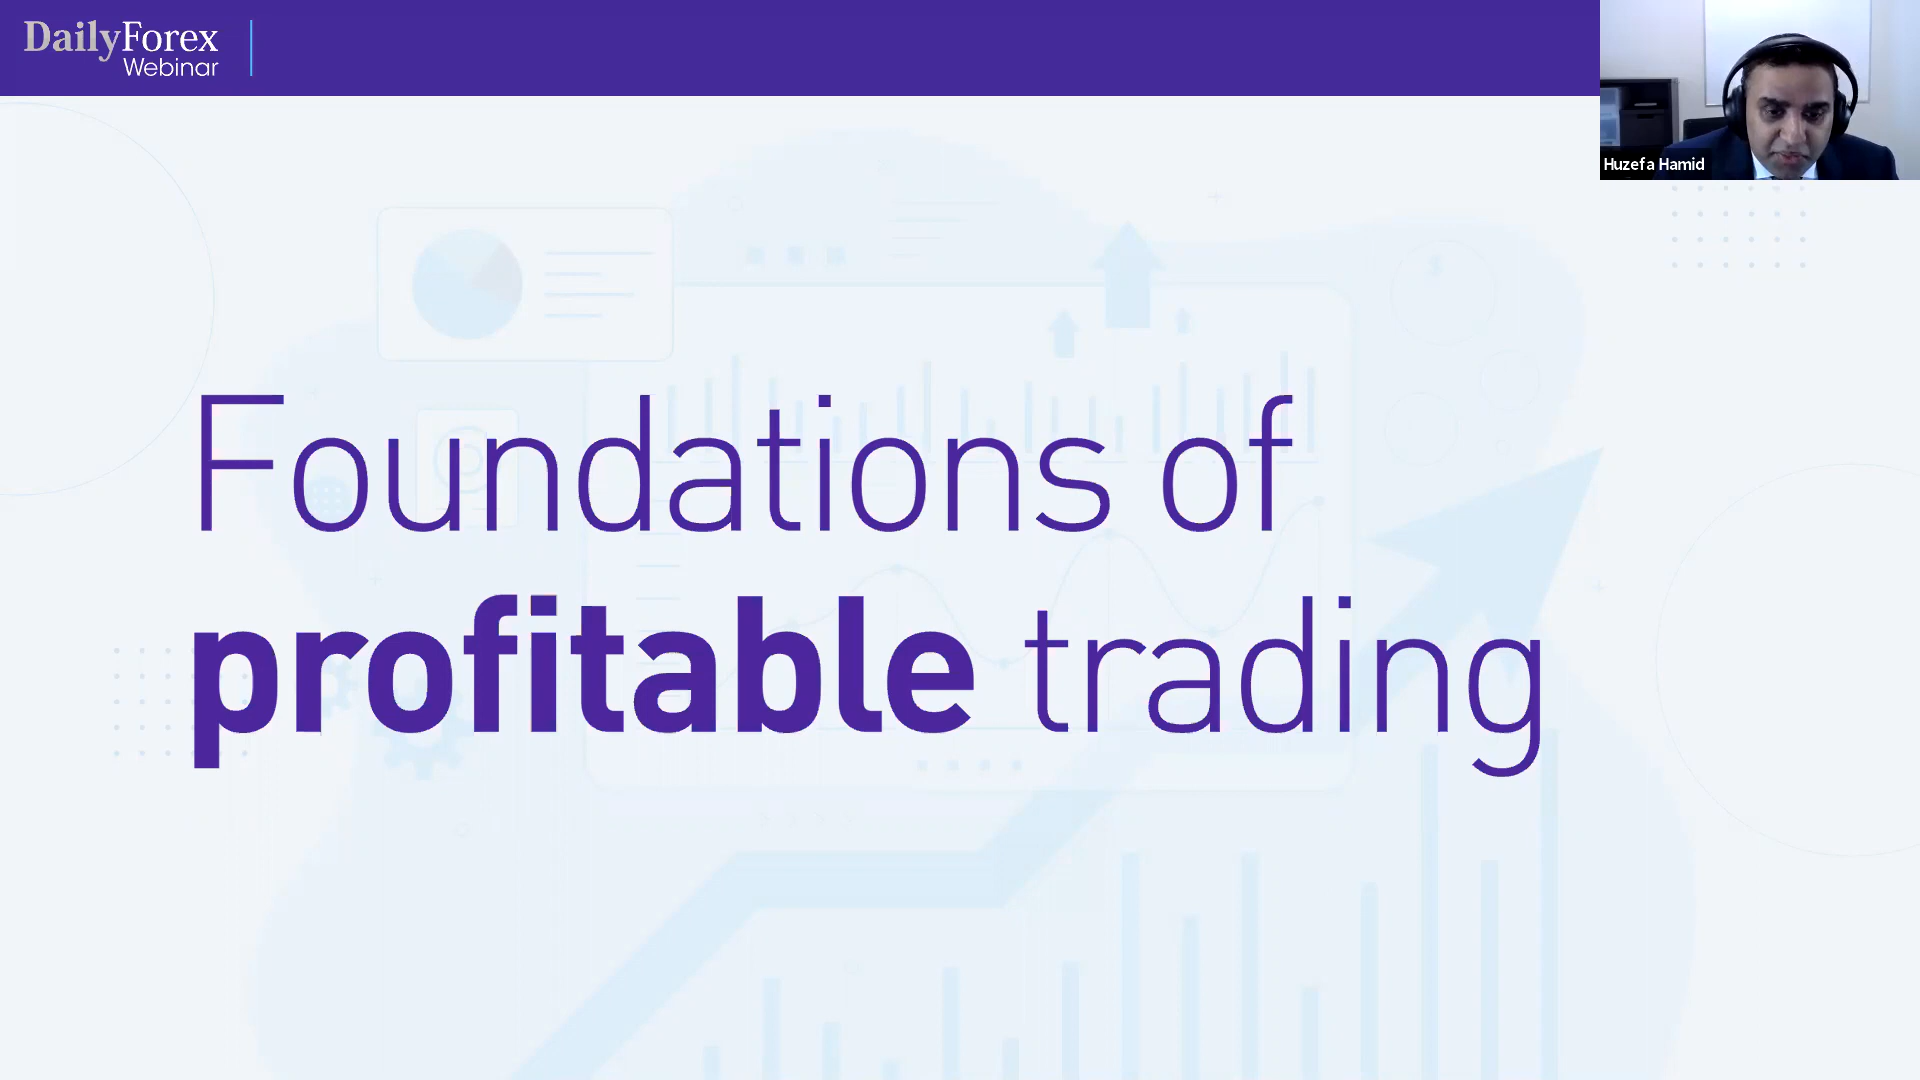 DailyForex
Webinar
Huzefa Hamid
Foundations of
profitable trading